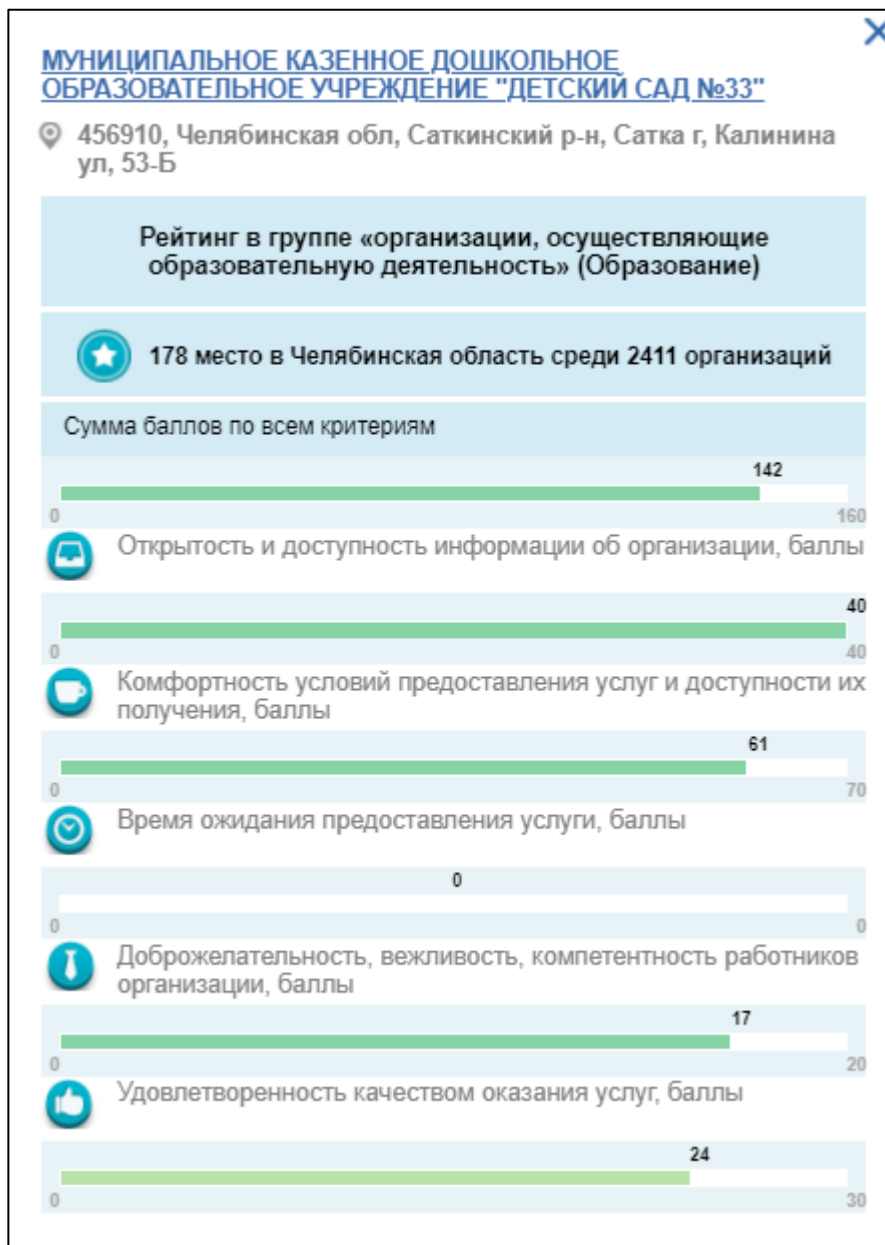 МУНИЦИПАЛЬНОЕ КАЗЕННОЕ ДОШКОЛЬНОЕ
ОБРАЗОВАТЕЛЬНОЕ УЧРЕЖДЕНИЕ "ДЕТСКИЙ САД №33"
456910, Челябинская обл, Саткинский р-н, Сатка г, Калинина
ул, 53-Б
Рейтинг в группе «организации, осуществляющие
образовательную деятельность» (Образование)
178 место в Челябинская область среди 2411 организаций
Сумма баллов по всем критериям
142
0 160
Открытость и доступность информации об организации, баллы
40
0 40
Комфортность условий предоставления услуг и доступности их
получения, баллы
61
0 70
Время ожидания предоставления услуги, баллы
0
0 0
Доброжелательность, вежливость, компетентность работников
организации, баллы
17
0 20
Удовлетворенность качеством оказания услуг, баллы
24
0 30